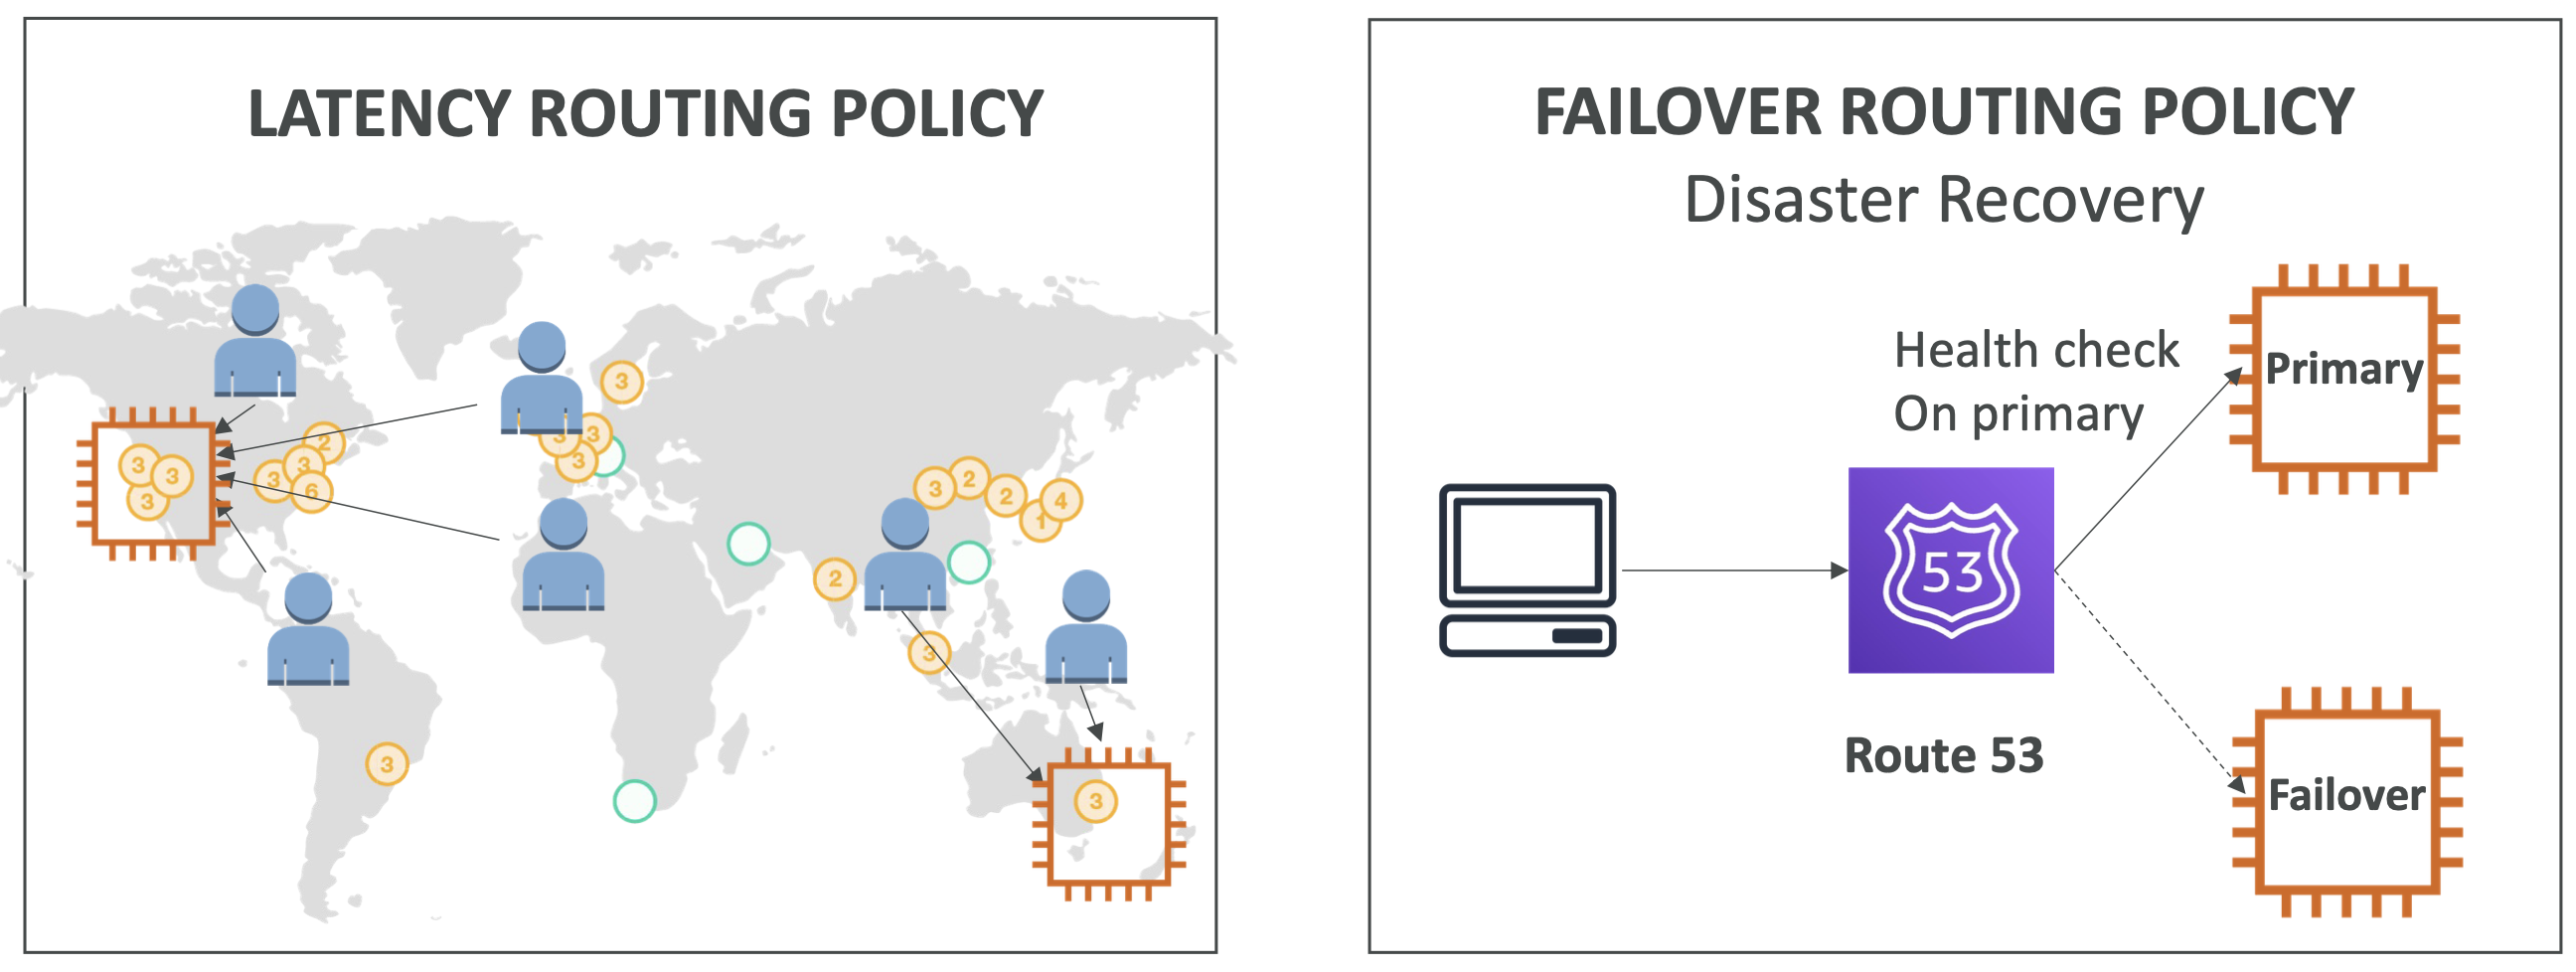 LATENCY ROUTING POLICY
3
3
3
2
3
3
6
3
3
3
3
3
2
3
2
2
4
1
3
3
3
FAILOVER ROUTING POLICY
Disaster Recovery
Health check
On primary
Primary
53
Route 53
Failover